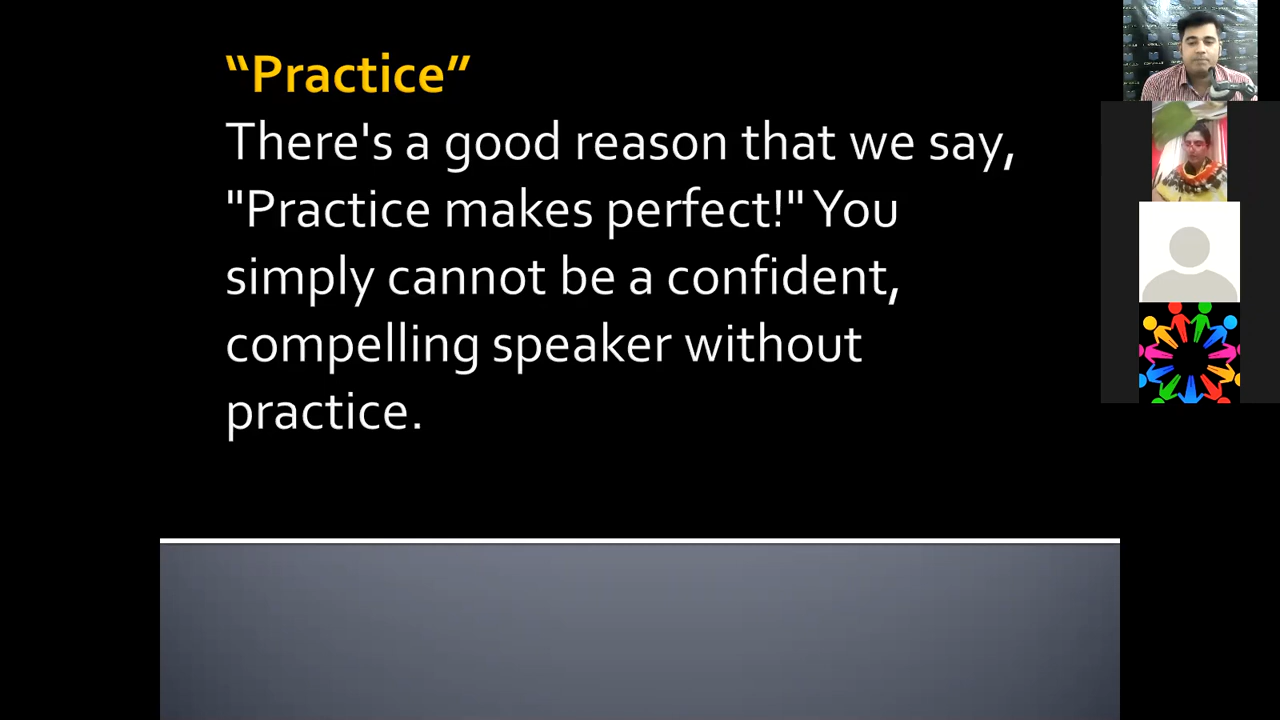 “Practice”
There's a good reason that we say,
"Practice makes perfect!" You
simply cannot be a confident,
compelling speaker without
practice.